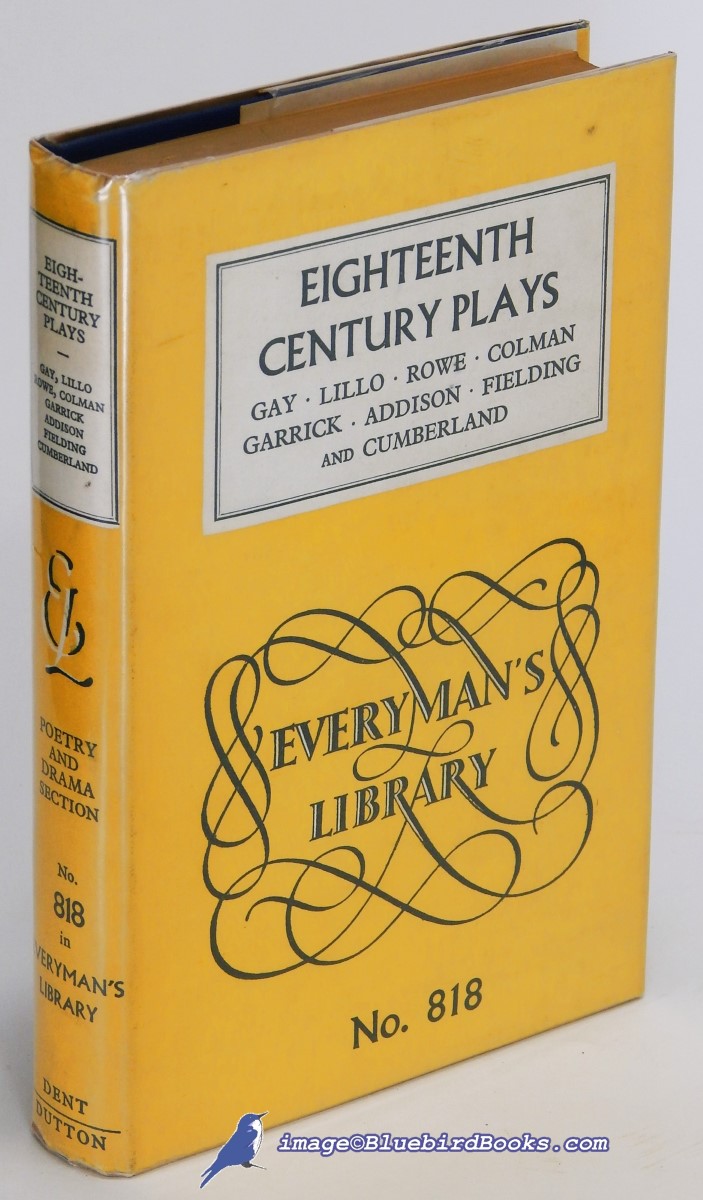 EIGHTEENTH
CENTURY PLAYS
GAY · LILLO · ROWE · COLMAN
GARRICK · ADDISON · FIELDING
AND CUMBERLAND
EVERYMAN'S
LIBRARY
No. 818
EIGH-
TEENTH
CENTURY
PLAYS
—
GAY, LILLO
ROWE, COLMAN
GARRICK
ADDISON
FIELDING
CUMBERLAND
EL
POETRY
AND
DRAMA
SECTION
No.
818
in
EVERYMAN'S
LIBRARY
DENT
DUTTON
image©BluebirdBooks.com